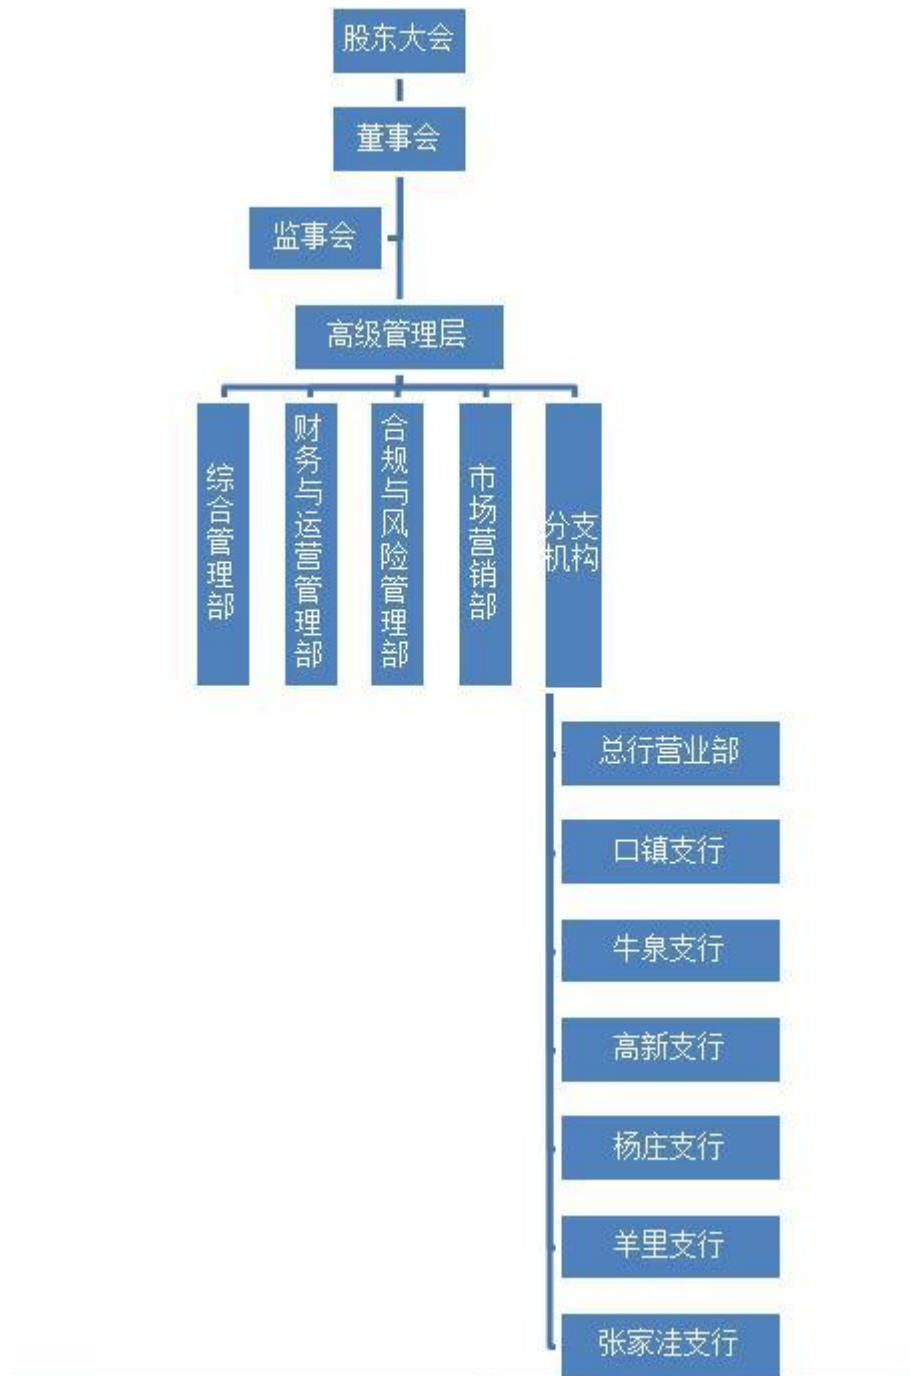 股东大会
董事会
监事会
高级管理层
综合管理部
财务与运营管理部
合规与风险管理部
市场营销部
分支
机构
总行营业部
口镇支行
牛泉支行
高新支行
杨庄支行
羊里支行
张家洼支行